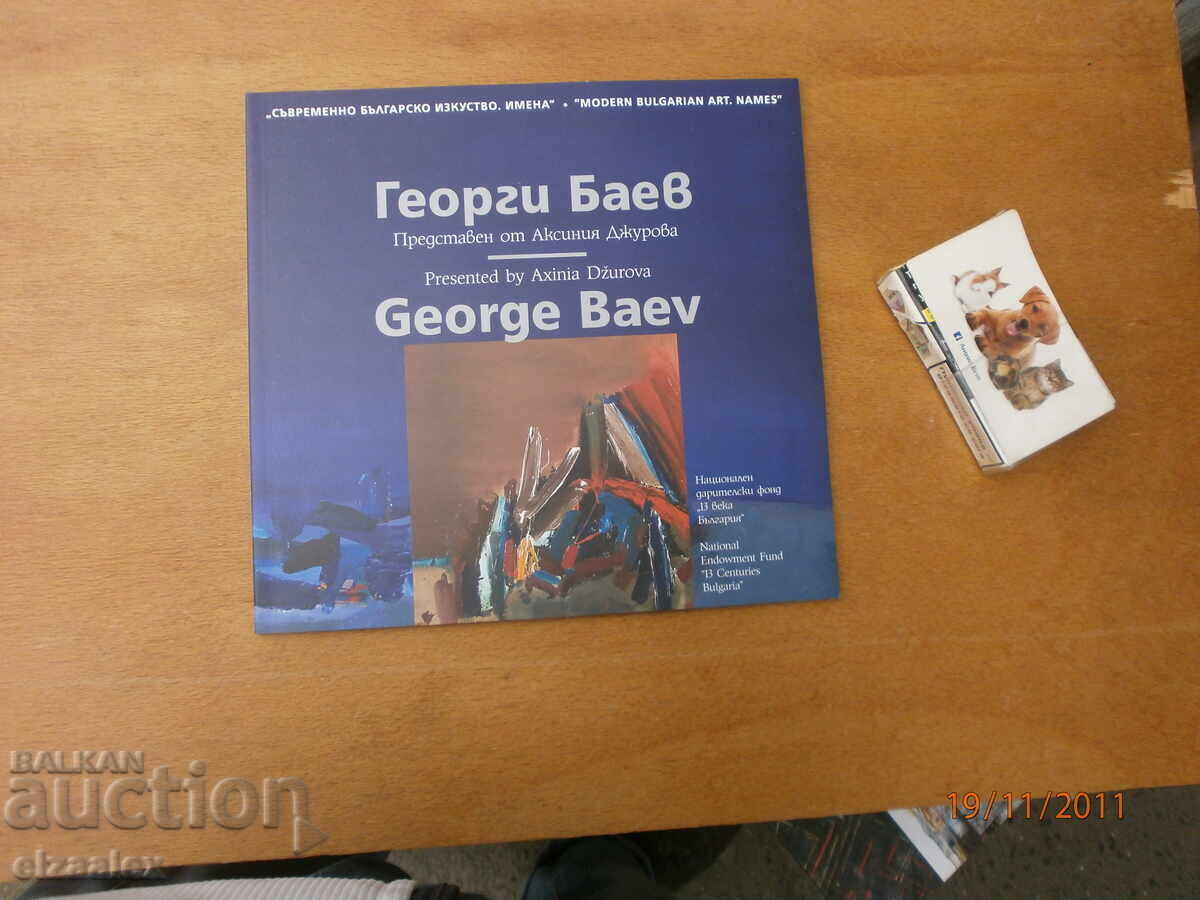 „СЪВРЕМЕННО БЪЛГАРСКО ИЗКУСТВО. ИМЕНА“ • "MODERN BULGARIAN ART. NAMES"
Георги Баев
Представен от Аксиния Джурова
Presented by Axinia Džurova
George Baev
Национален
дарителски фонд
„13 века
България“
National
Endowment Fund
"13 Centuries
Bulgaria"
BALKAN
auction
elzaalex
19/11/2011